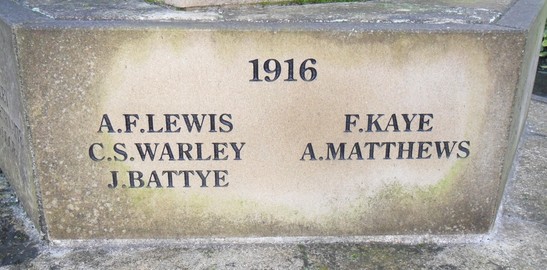 1916
A.F.LEWIS
C.S.WARLEY
J.BATTYE
F.KAYE
A.MATTHEWS